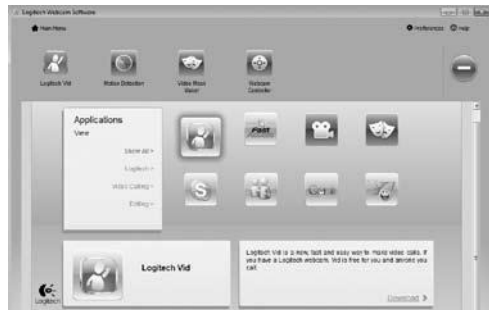 Logitech Webcam Software
Main Menu
Preferences
Help
Logitech Vid
Motion Detection
Video Mask Maker
Webcam Controller
Applications
View
Show All >
Logitech >
Video Calling >
Editing >
Logitech Vid
Logitech Vid is a new, fast and easy way to make video calls. If
you have a Logitech webcam, Vid is free for you and anyone you
call.
Logitech
Download >